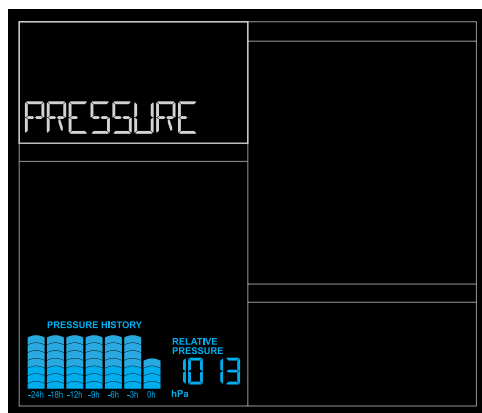 PRESSURE
PRESSURE HISTORY
RELATIVE
PRESSURE
1013
-24h -18h -12h -9h -6h -3h 0h
hPa